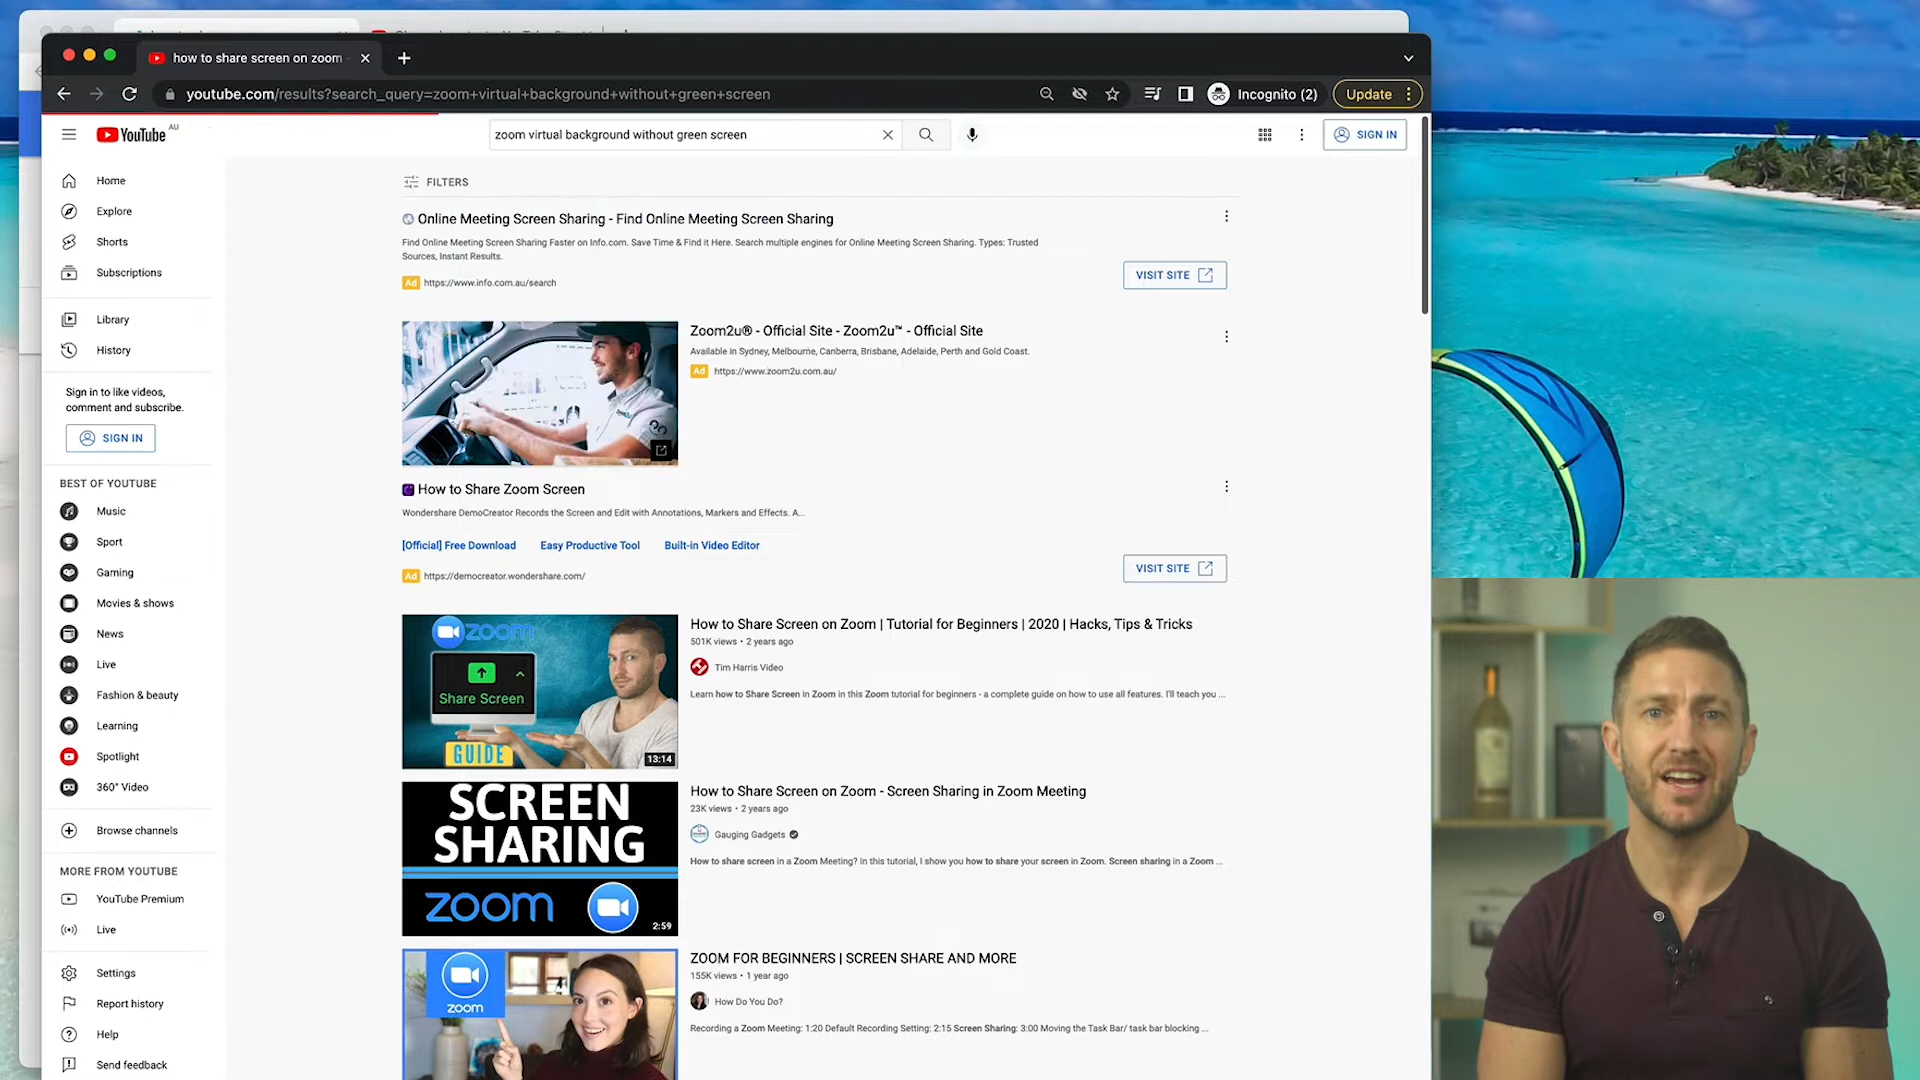 how to share screen on zoom
youtube.com/results?search_query=zoom+virtual+background+without+green+screen
Incognito (2)
Update
YouTube AU
zoom virtual background without green screen
SIGN IN
Home
Explore
Shorts
Subscriptions
Library
History
Sign in to like videos,
comment and subscribe.
SIGN IN
BEST OF YOUTUBE
Music
Sport
Gaming
Movies & shows
News
Live
Fashion & beauty
Learning
Spotlight
360° Video
Browse channels
MORE FROM YOUTUBE
YouTube Premium
Live
Settings
Report history
Help
Send feedback
FILTERS
Online Meeting Screen Sharing - Find Online Meeting Screen Sharing
Find Online Meeting Screen Sharing Faster on Info.com. Save Time & Find it Here. Search multiple engines for Online Meeting Screen Sharing. Types: Trusted
Sources, Instant Results.
Ad https://www.info.com.au/search
VISIT SITE
Zoom2u® - Official Site - Zoom2u™ - Official Site
Available in Sydney, Melbourne, Canberra, Brisbane, Adelaide, Perth and Gold Coast.
Ad https://www.zoom2u.com.au/
How to Share Zoom Screen
Wondershare DemoCreator Records the Screen and Edit with Annotations, Markers and Effects. A...
[Official] Free Download Easy Productive Tool Built-in Video Editor
Ad https://democreator.wondershare.com/
VISIT SITE
zoom
Share Screen
GUIDE
13:14
How to Share Screen on Zoom | Tutorial for Beginners | 2020 | Hacks, Tips & Tricks
501K views • 2 years ago
Tim Harris Video
Learn how to Share Screen in Zoom in this Zoom tutorial for beginners - a complete guide on how to use all features. I'll teach you ...
SCREEN
SHARING
zoom
2:59
How to Share Screen on Zoom - Screen Sharing in Zoom Meeting
23K views • 2 years ago
Gauging Gadgets
How to share screen in a Zoom Meeting? In this tutorial, I show you how to share your screen in Zoom. Screen sharing in a Zoom ...
zoom
ZOOM FOR BEGINNERS | SCREEN SHARE AND MORE
155K views • 1 year ago
How Do You Do?
Recording a Zoom Meeting: 1:20 Default Recording Setting: 2:15 Screen Sharing: 3:00 Moving the Task Bar/ task bar blocking ...